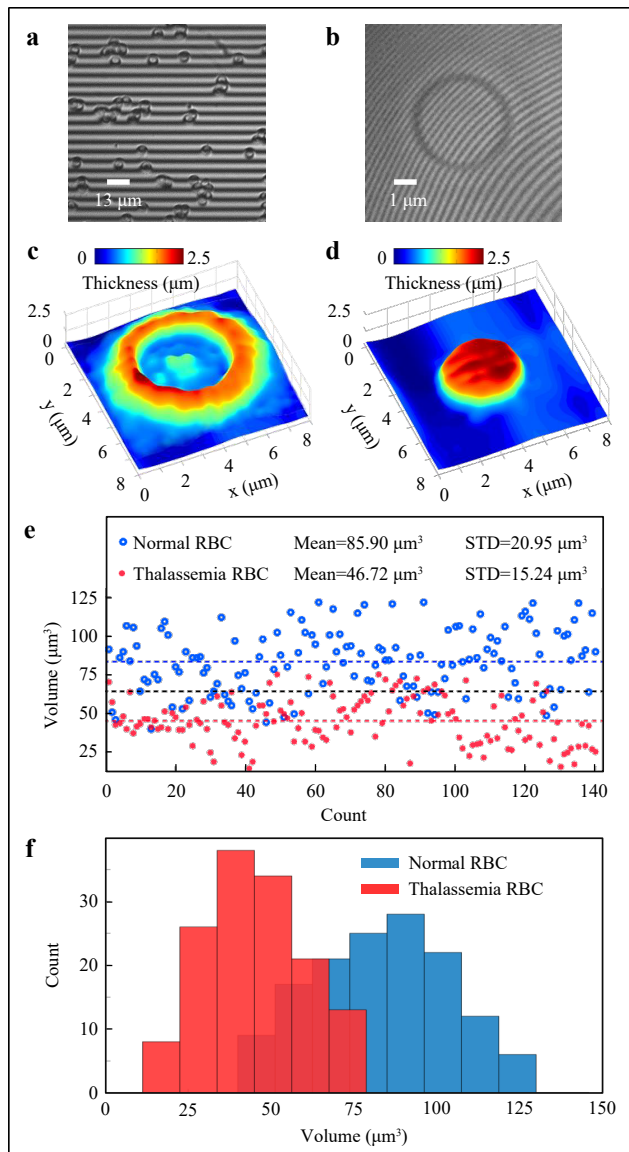 a
b
13 μm
1 μm
c
0
2.5
Thickness (μm)
2.5
0
0
2
4
6
8
y (μm)
0
2
4
6
8
x (μm)
d
0
2.5
Thickness (μm)
2.5
0
0
2
4
6
8
y (μm)
0
2
4
6
8
x (μm)
e
Normal RBC Mean=85.90 μm³ STD=20.95 μm³
Thalassemia RBC Mean=46.72 μm³ STD=15.24 μm³
125
100
75
50
25
Volume (μm³)
0 20 40 60 80 100 120 140
Count
f
Normal RBC
Thalassemia RBC
30
20
10
0
Count
0 25 50 75 100 125 150
Volume (μm³)